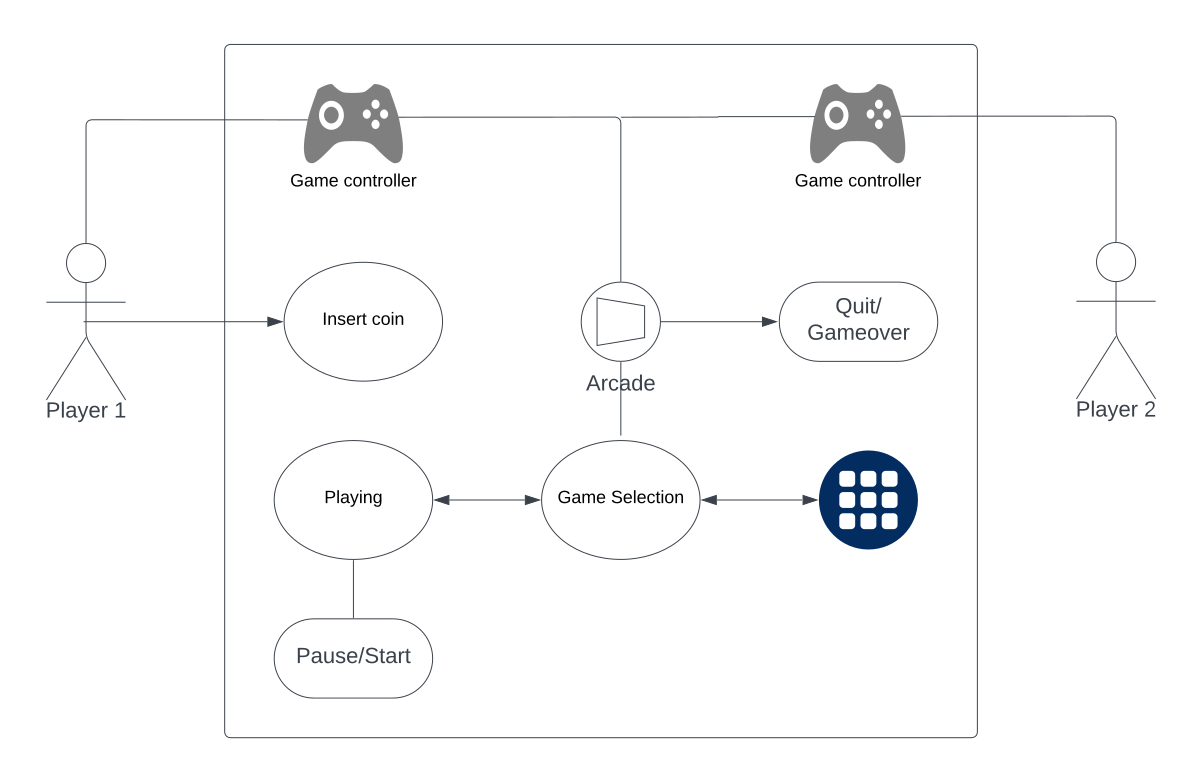 Game controller
Game controller
Insert coin
Quit/
Gameover
Arcade
Player 1
Player 2
Playing
Game Selection
Pause/Start